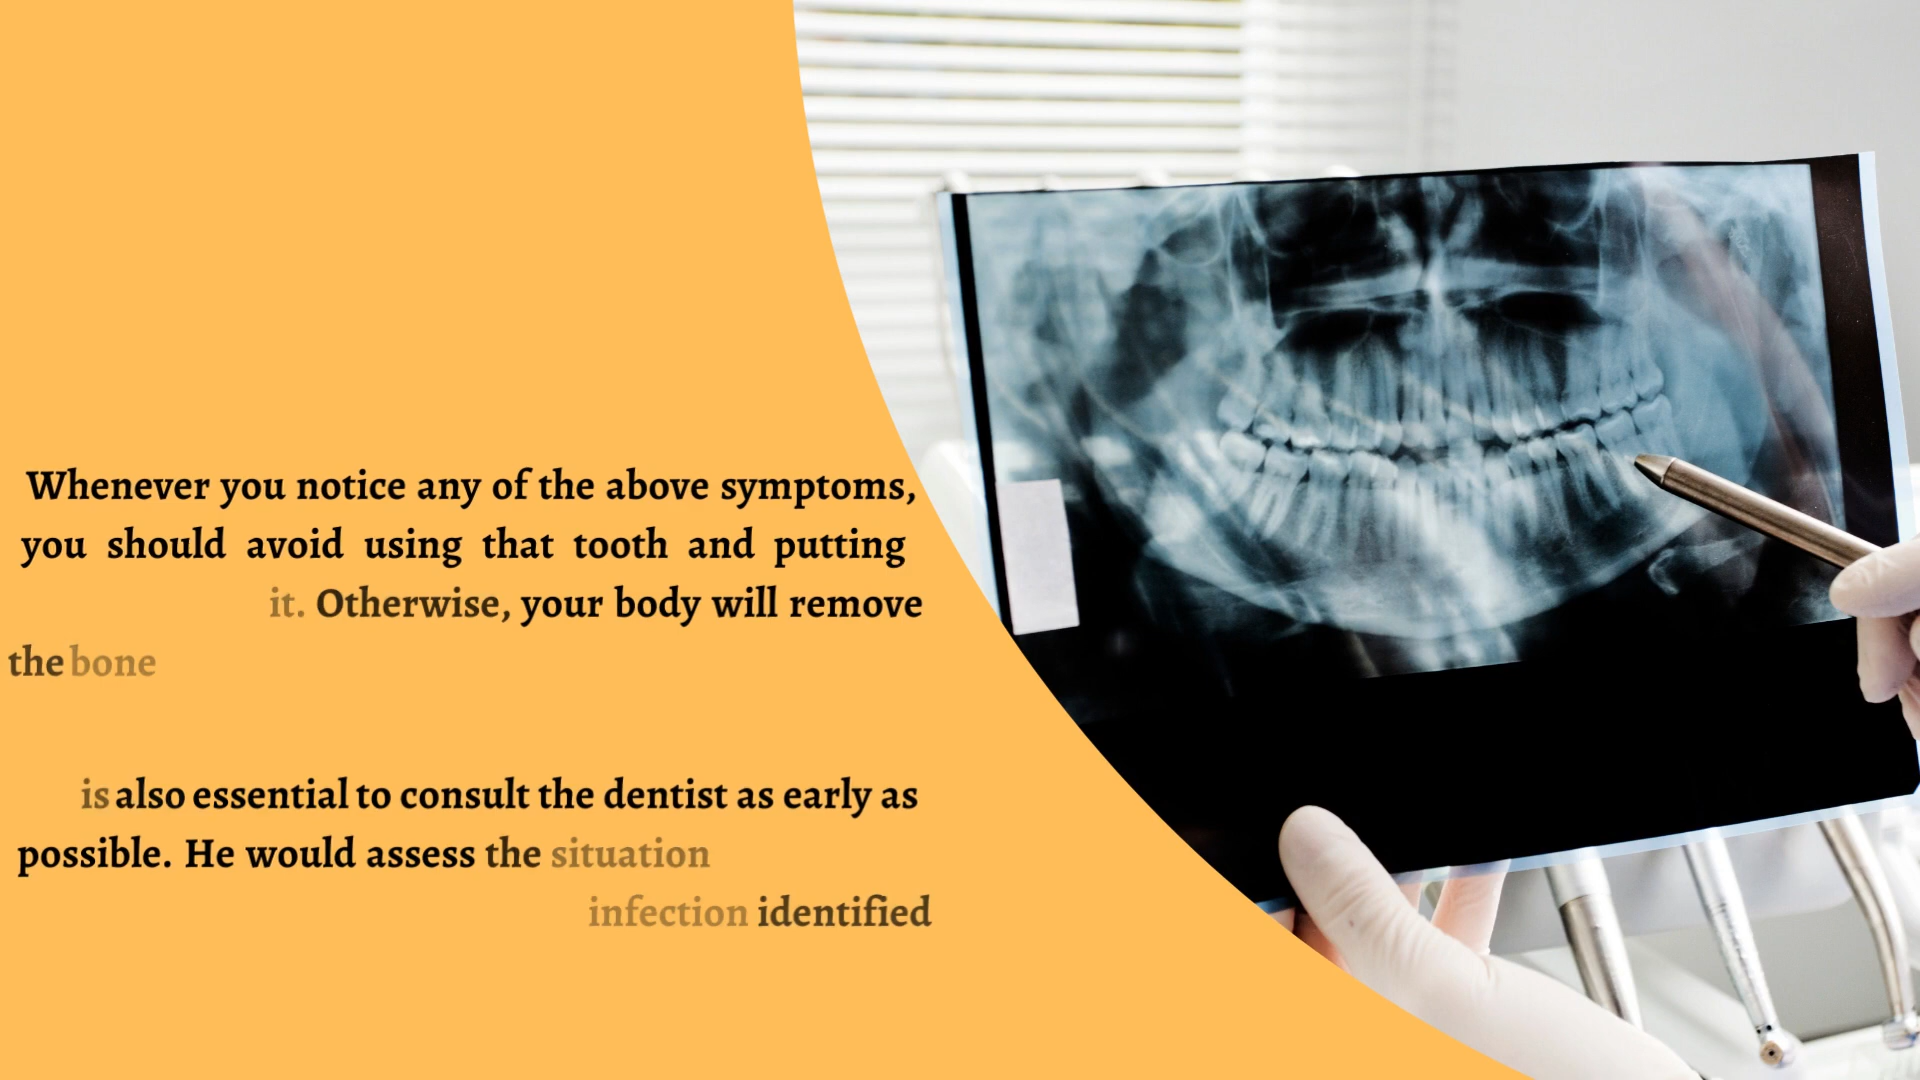 Whenever you notice any of the above symptoms,
you should avoid using that tooth and putting
it. Otherwise, your body will remove
the bone
is also essential to consult the dentist as early as
possible. He would assess the situation
infection identified